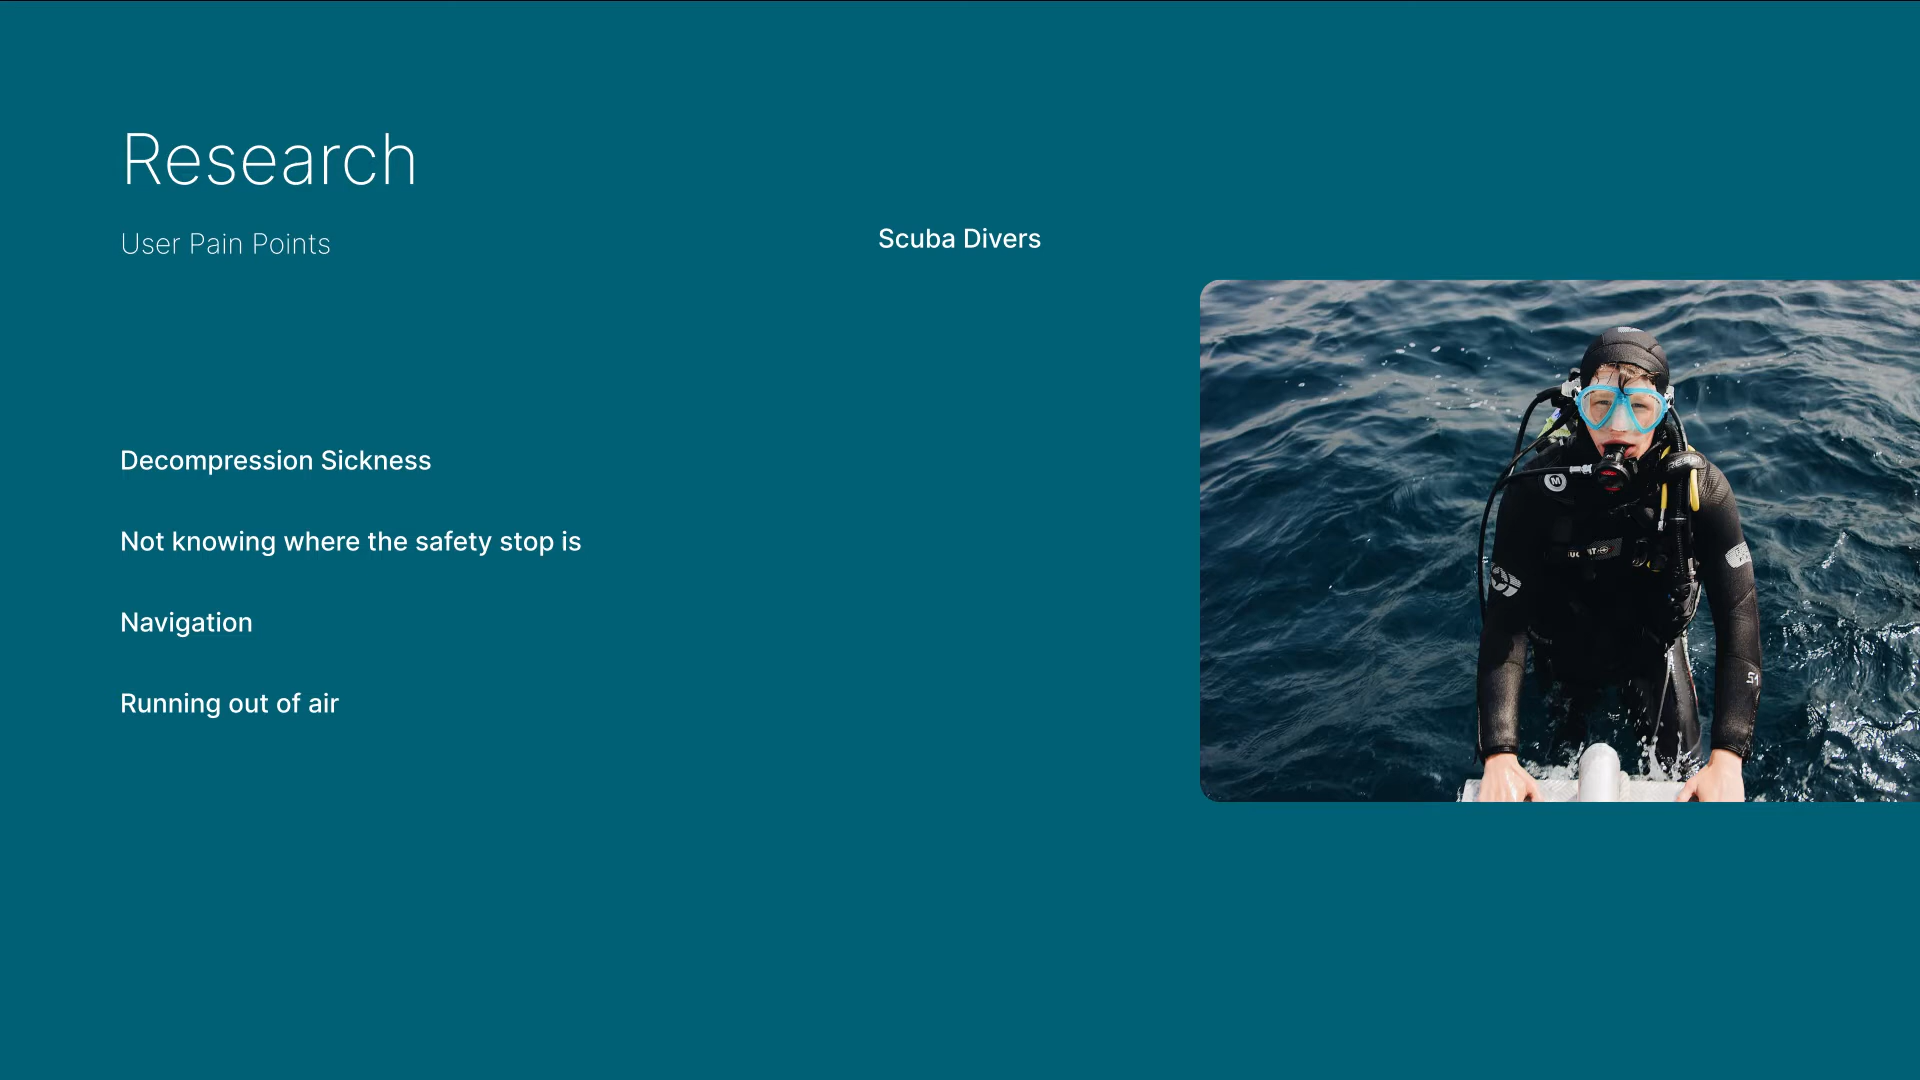 Research
User Pain Points
Scuba Divers
Decompression Sickness
Not knowing where the safety stop is
Navigation
Running out of air
M